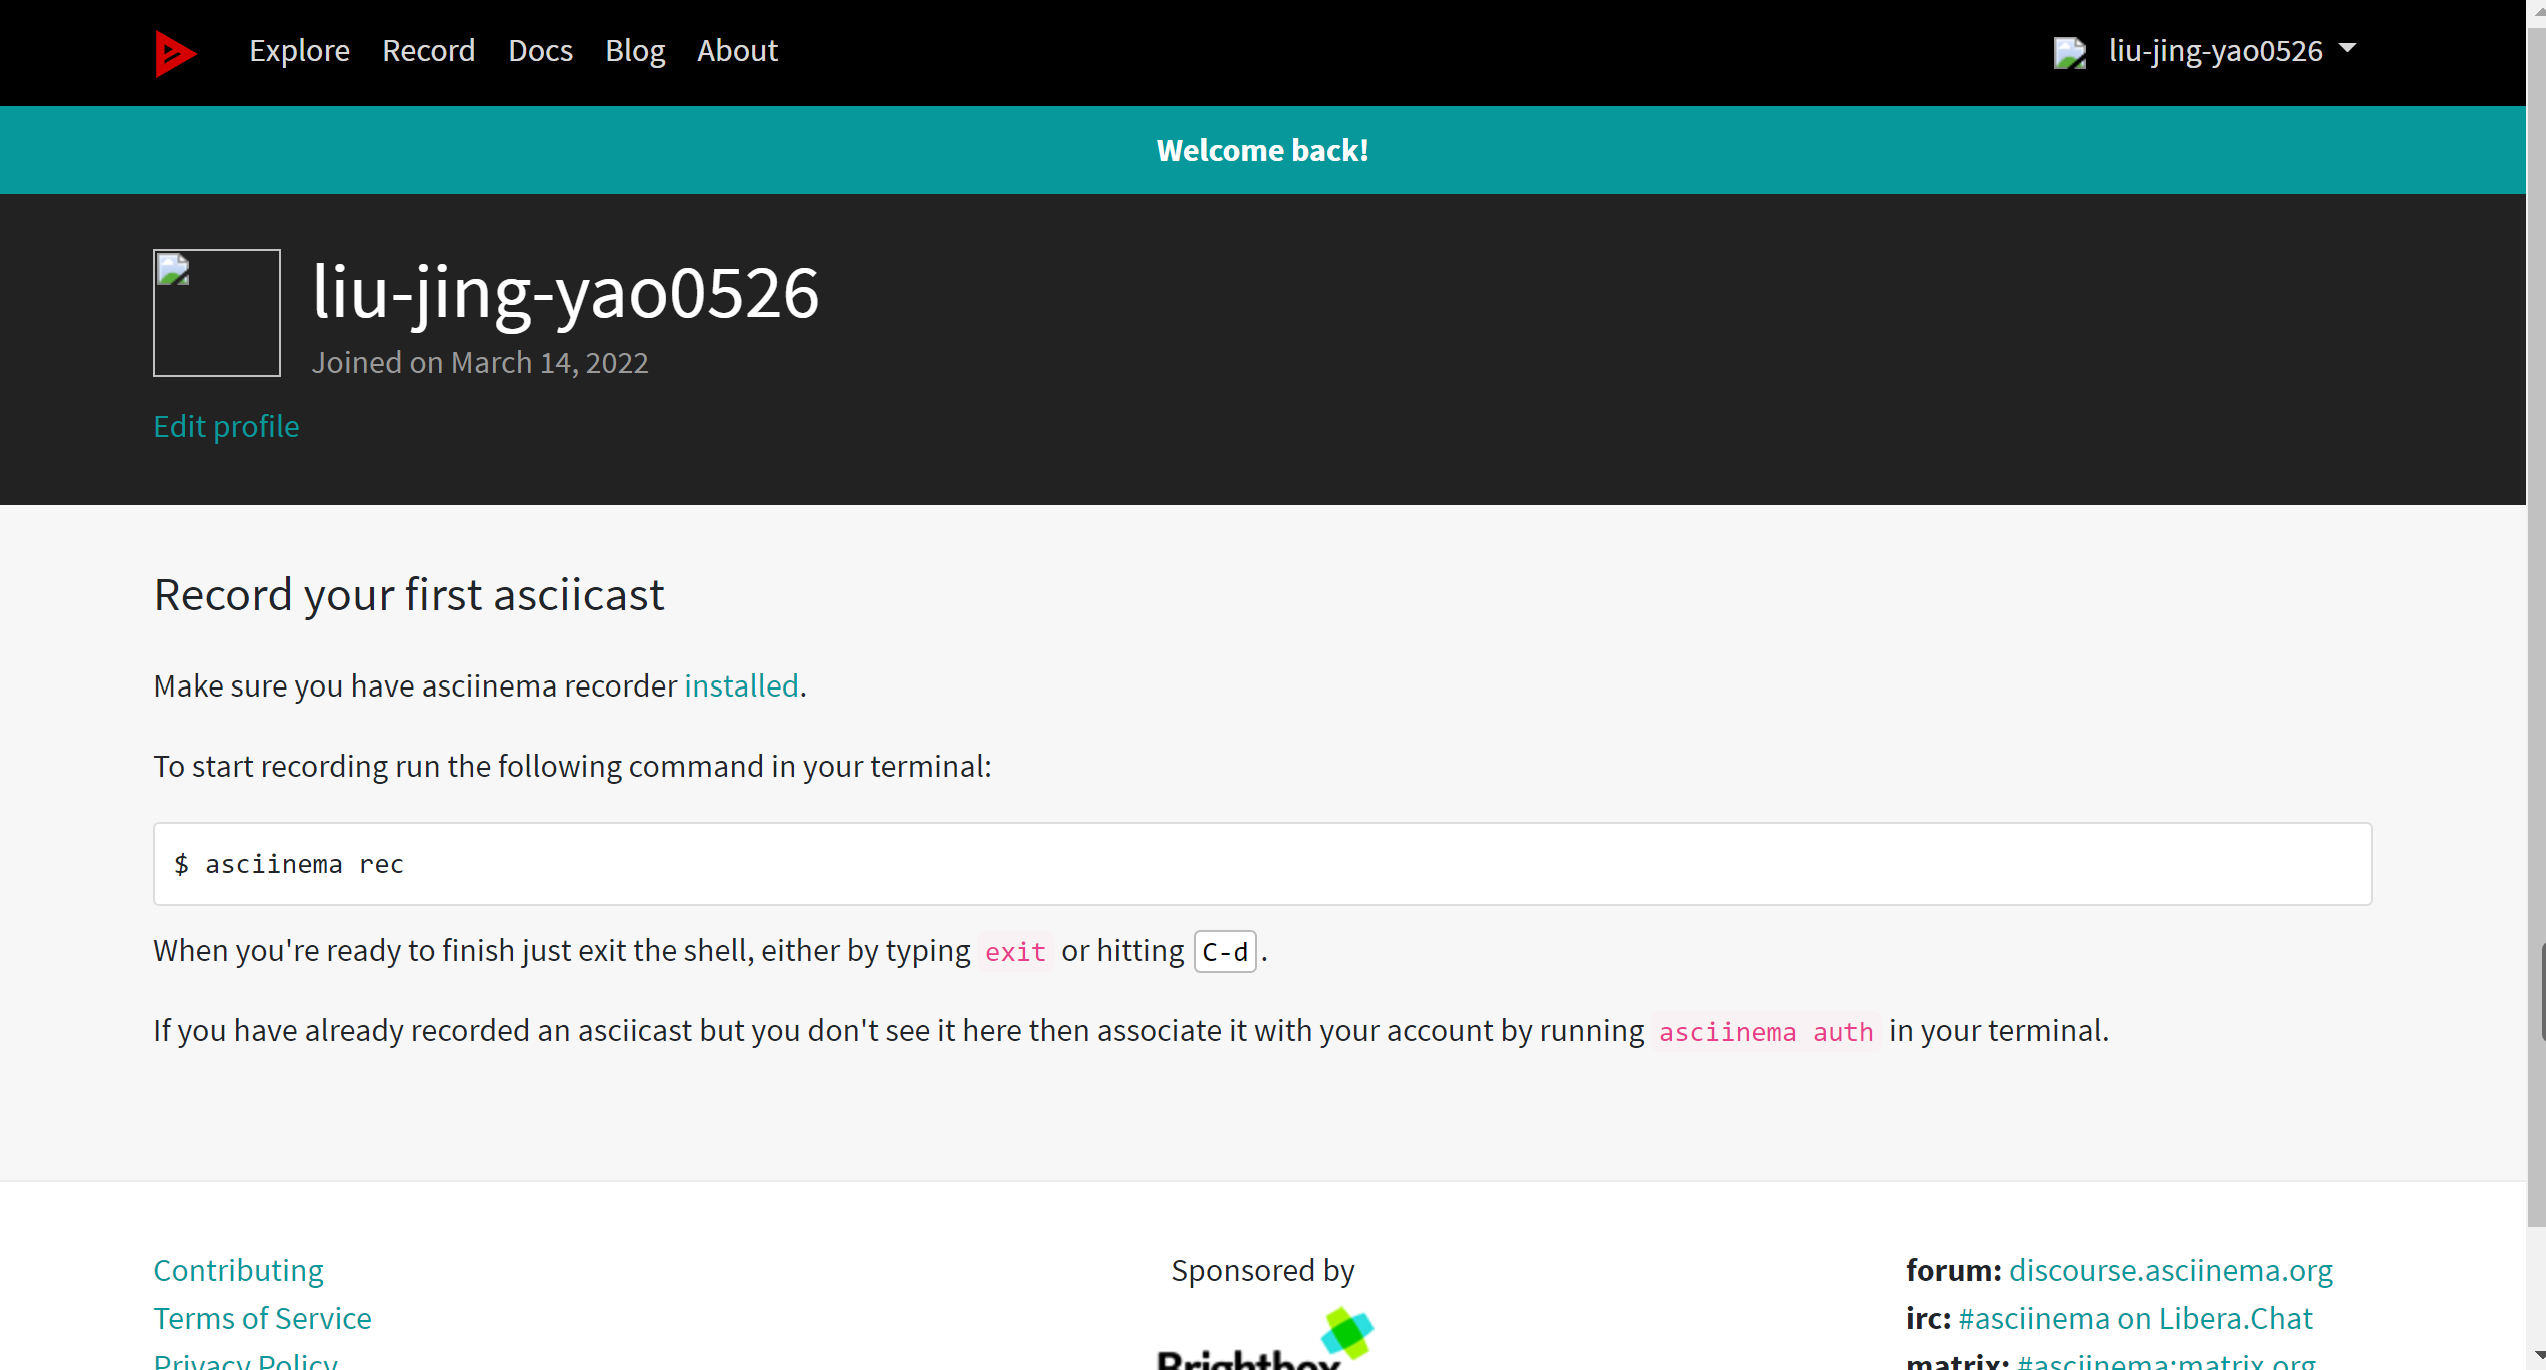 Explore Record Docs Blog About
liu-jing-yao0526
Welcome back!
liu-jing-yao0526
Joined on March 14, 2022
Edit profile
Record your first asciicast
Make sure you have asciinema recorder installed.
To start recording run the following command in your terminal:
$ asciinema rec
When you're ready to finish just exit the shell, either by typing exit or hitting C-d.
If you have already recorded an asciicast but you don't see it here then associate it with your account by running asciinema auth in your terminal.
Contributing
Terms of Service
Privacy Policy
Sponsored by
Brightbox
forum: discourse.asciinema.org
irc: #asciinema on Libera.Chat
matrix: #asciinema:matrix.org